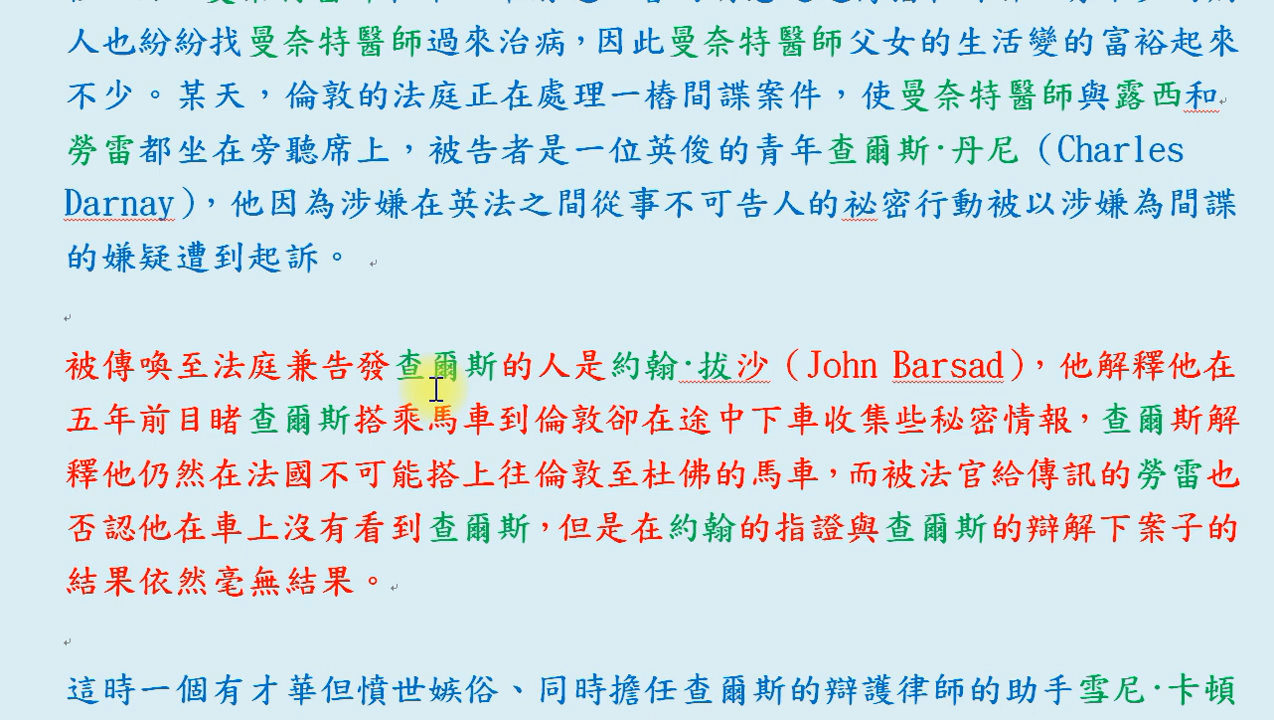 人也紛紛找曼奈特醫師過來治病，因此曼奈特醫師父女的生活變的富裕起來
不少。某天，倫敦的法庭正在處理一樁間諜案件，使曼奈特醫師與露西和
勞雷都坐在旁聽席上，被告者是一位英俊的青年查爾斯·丹尼（Charles
Darnay），他因為涉嫌在英法之間從事不可告人的祕密行動被以涉嫌為間諜
的嫌疑遭到起訴。
被傳喚至法庭兼告發查爾斯的人是約翰·拔沙（John Barsad），他解釋他在
五年前目睹查爾斯搭乘馬車到倫敦卻在途中下車收集些秘密情報，查爾斯解
釋他仍然在法國不可能搭上往倫敦至杜佛的馬車，而被法官給傳訊的勞雷也
否認他在車上沒有看到查爾斯，但是在約翰的指證與查爾斯的辯解下案子的
結果依然毫無結果。
這時一個有才華但憤世嫉俗、同時擔任查爾斯的辯護律師的助手雪尼·卡頓